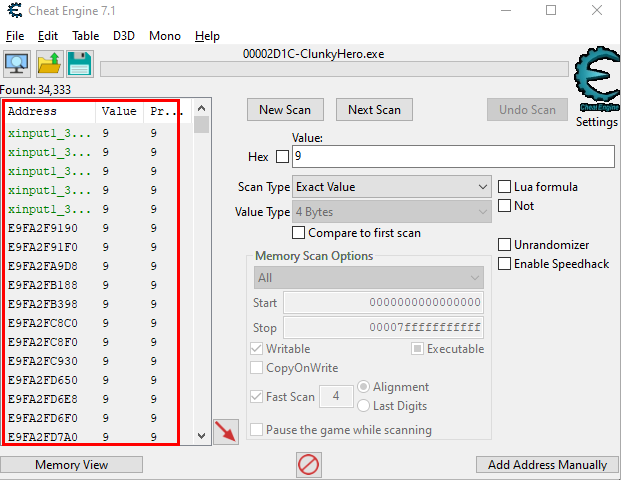 Cheat Engine 7.1
File Edit Table D3D Mono Help
00002D1C-ClunkyHero.exe
Found: 34,333
Address Value Pr...
xinput1_3... 9 9
xinput1_3... 9 9
xinput1_3... 9 9
xinput1_3... 9 9
xinput1_3... 9 9
E9FA2F9190 9 9
E9FA2F91F0 9 9
E9FA2FA9D8 9 9
E9FA2FB188 9 9
E9FA2FB398 9 9
E9FA2FC8C0 9 9
E9FA2FC8F0 9 9
E9FA2FC930 9 9
E9FA2FD650 9 9
E9FA2FD6E8 9 9
E9FA2FD6F0 9 9
E9FA2FD7A0 9 9
New Scan Next Scan Undo Scan
Cheat Engine
Settings
Value:
Hex 9
Scan Type Exact Value
Value Type 4 Bytes
Compare to first scan
Lua formula
Not
Unrandomizer
Enable Speedhack
Memory Scan Options
All
Start 0000000000000000
Stop 00007fffffffffff
Writable Executable
CopyOnWrite
Fast Scan 4 Alignment
Last Digits
Pause the game while scanning
Memory View Add Address Manually